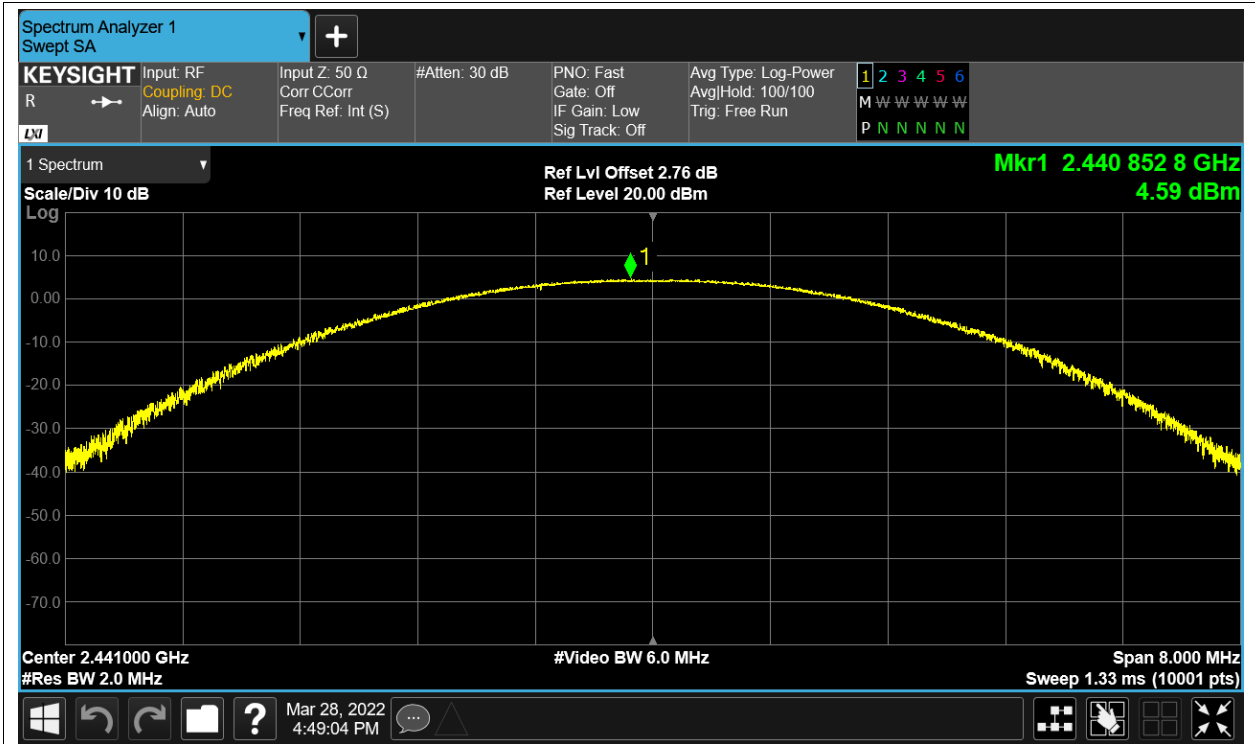 Spectrum Analyzer 1
Swept SA
KEYSIGHT
R
LXI
Input: RF
Coupling: DC
Align: Auto
Input Z: 50 Ω
Corr CCorr
Freq Ref: Int (S)
#Atten: 30 dB
PNO: Fast
Gate: Off
IF Gain: Low
Sig Track: Off
Avg Type: Log-Power
Avg|Hold: 100/100
Trig: Free Run
1 2 3 4 5 6
M W W W W W
P N N N N N
1 Spectrum
Scale/Div 10 dB
Log
Ref Lvl Offset 2.76 dB
Ref Level 20.00 dBm
Mkr1 2.440 852 8 GHz
4.59 dBm
1
10.0
0.00
-10.0
-20.0
-30.0
-40.0
-50.0
-60.0
-70.0
Center 2.441000 GHz
#Video BW 6.0 MHz
Span 8.000 MHz
#Res BW 2.0 MHz
Sweep 1.33 ms (10001 pts)
?
Mar 28, 2022
4:49:04 PM